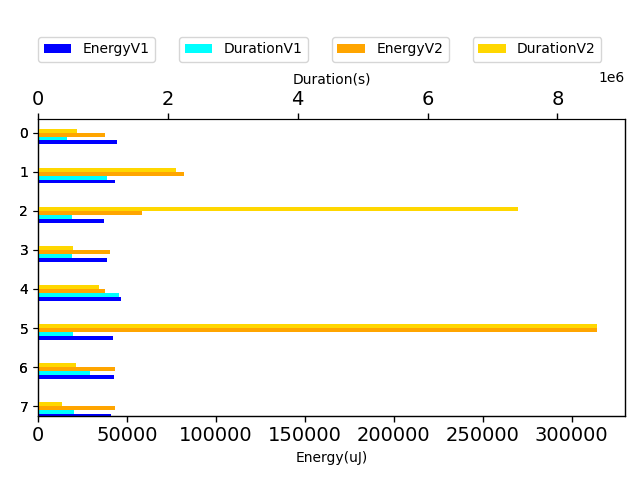 EnergyV1 DurationV1 EnergyV2 DurationV2
Duration(s) 1e6
0 2 4 6 8
0
1
2
3
4
5
6
7
0 50000 100000 150000 200000 250000 300000
Energy(uJ)